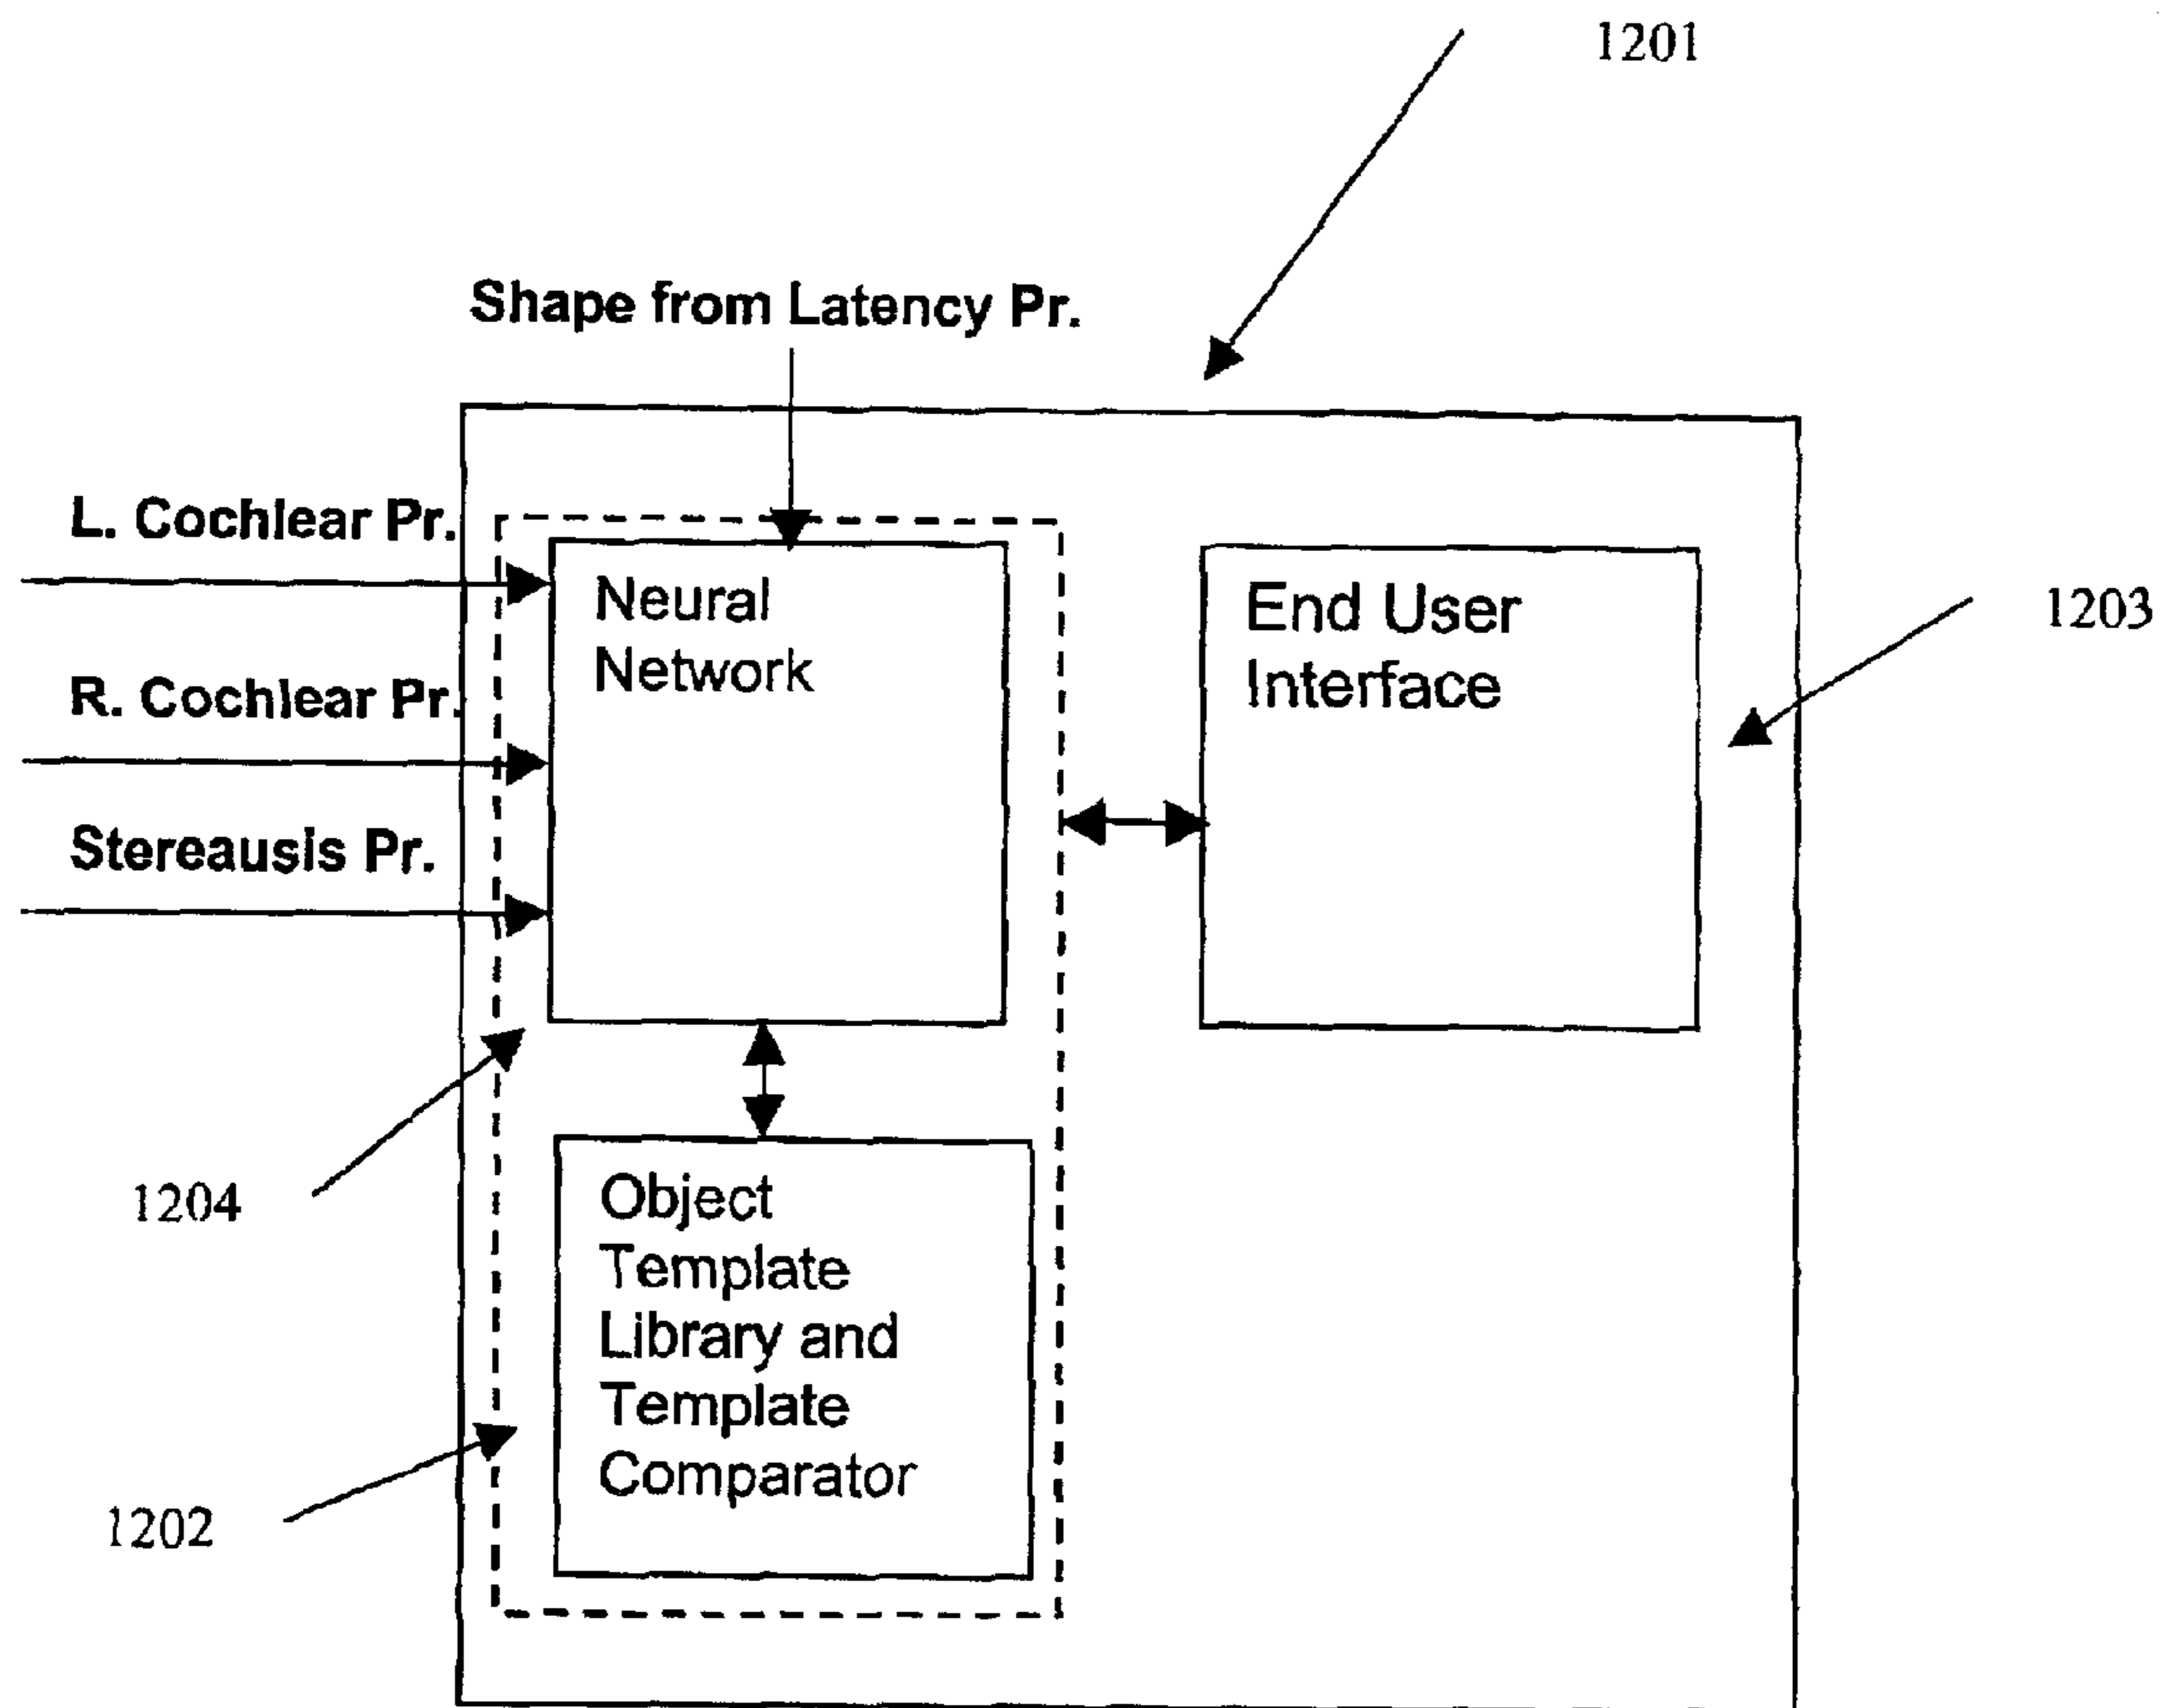 1201
Shape from Latency Pr.
L. Cochlear Pr.
R. Cochlear Pr.
Stereausis Pr.
Neural
Network
End User
Interface
1203
1204
Object
Template
Library and
Template
Comparator
1202